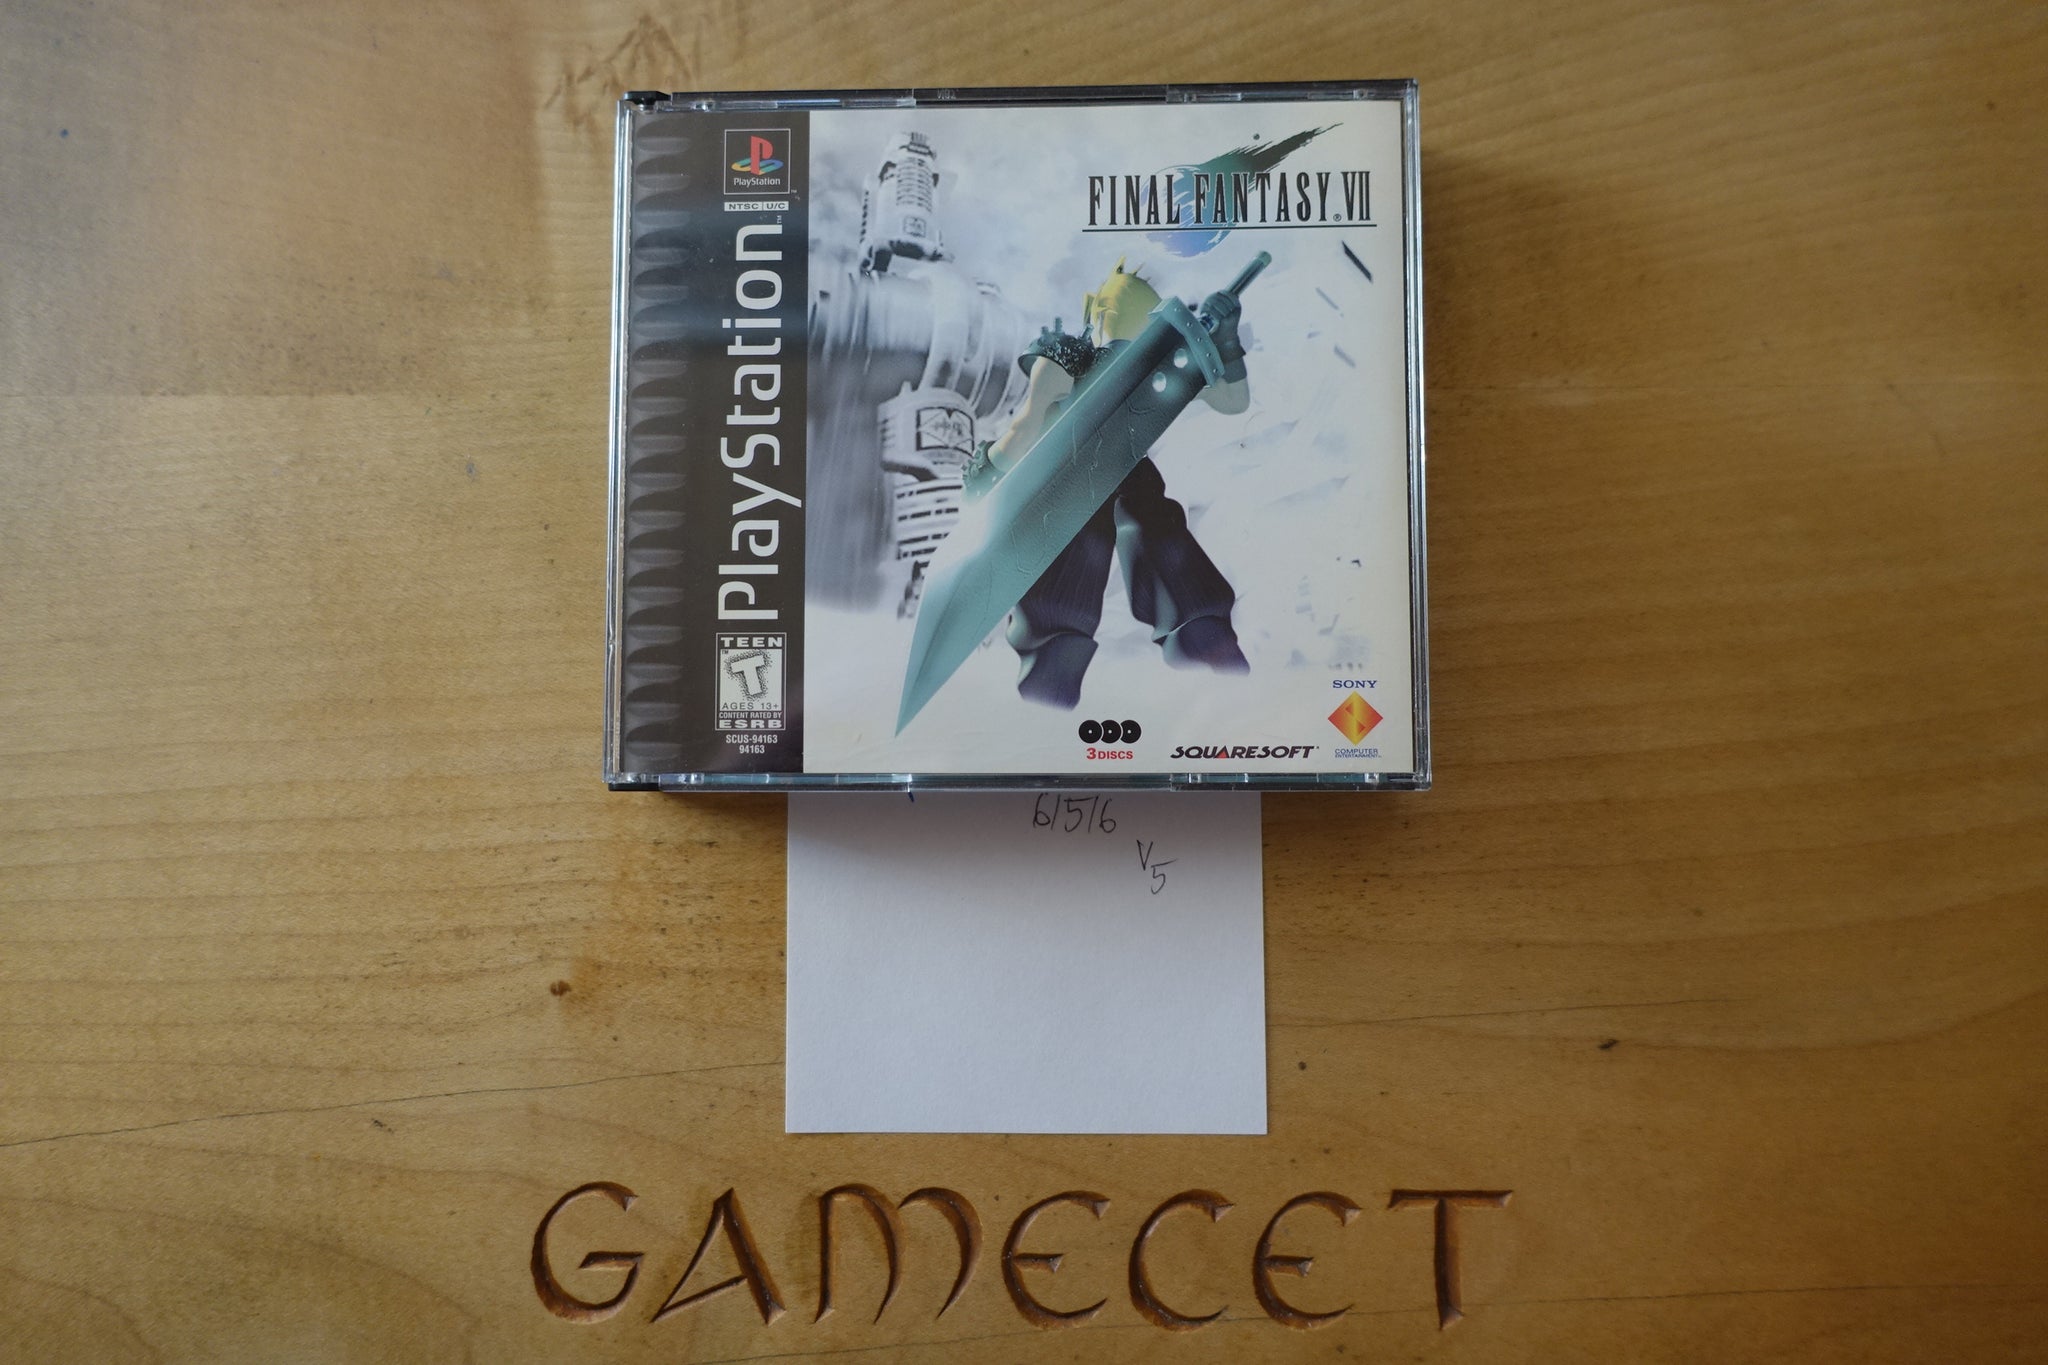 PlayStation
NTSC U/C
PlayStation™
TEEN
T
AGES 13+
CONTENT RATED BY
ESRB
SCUS-94163
94163
FINAL FANTASY® VII
3 DISCS
SQUARESOFT®
SONY
COMPUTER
ENTERTAINMENT
6/5/6
V5
GAMECET